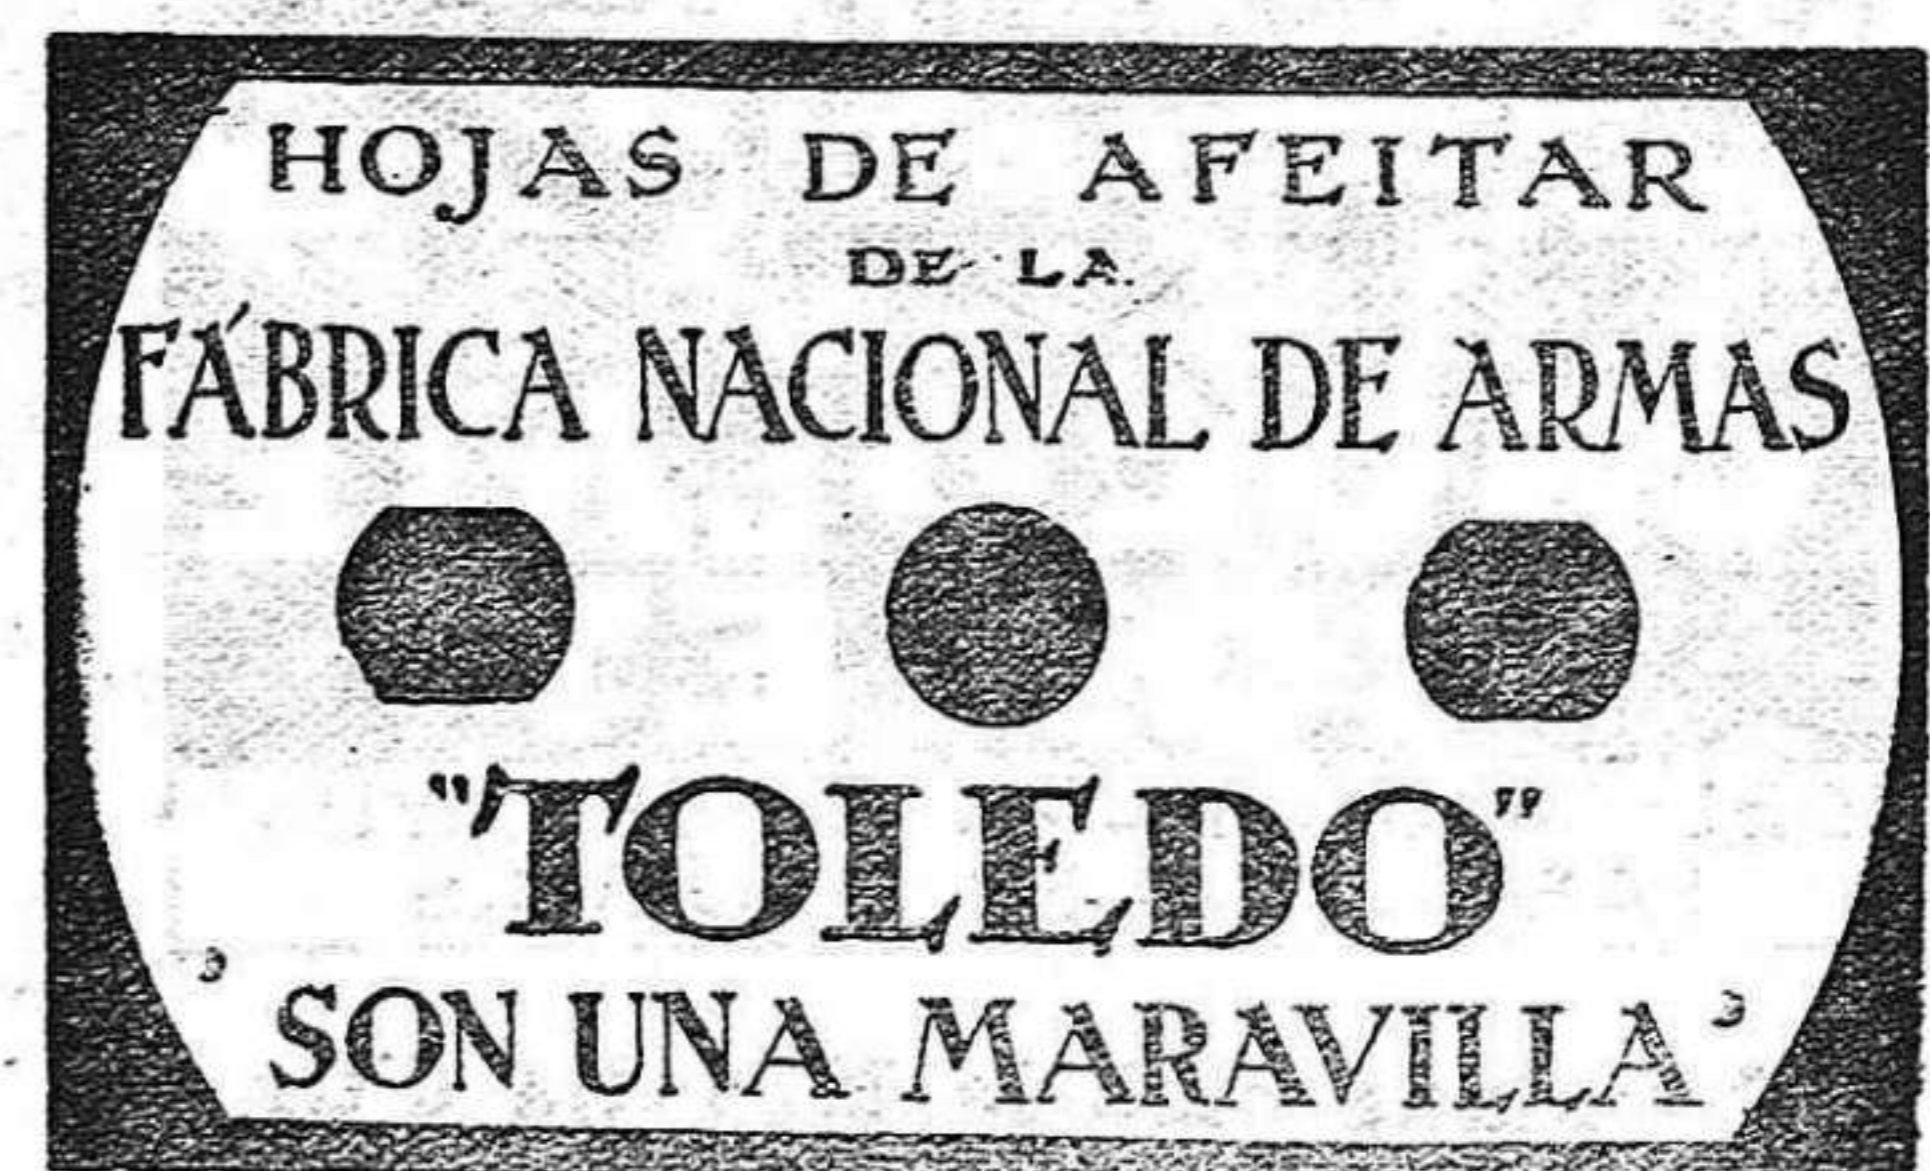 HOJAS DE AFEITAR
DE LA
FÁBRICA NACIONAL DE ARMAS
"TOLEDO"
SON UNA MARAVILLA